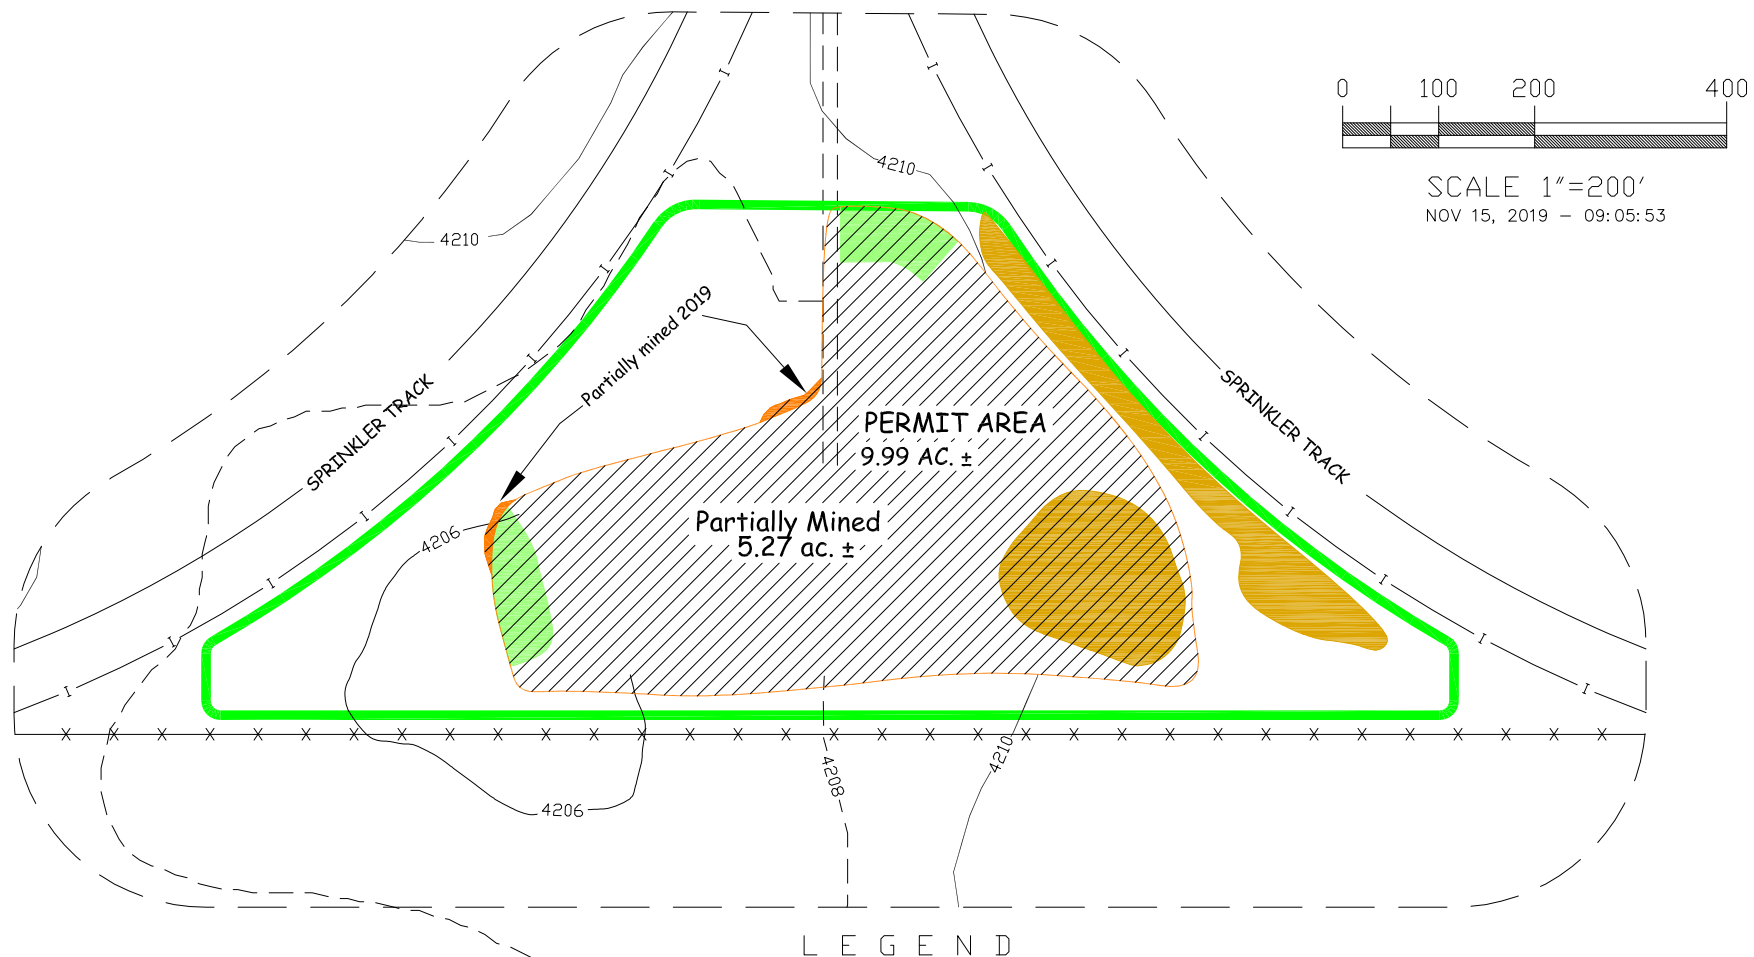 0 100 200 400
SCALE 1"=200'
NOV 15, 2019 – 09:05:53
4210
4210
Partially mined 2019
SPRINKLER TRACK
SPRINKLER TRACK
PERMIT AREA
9.99 AC. ±
Partially Mined
5.27 ac. ±
4206
4206
4208
4210
LEGEND